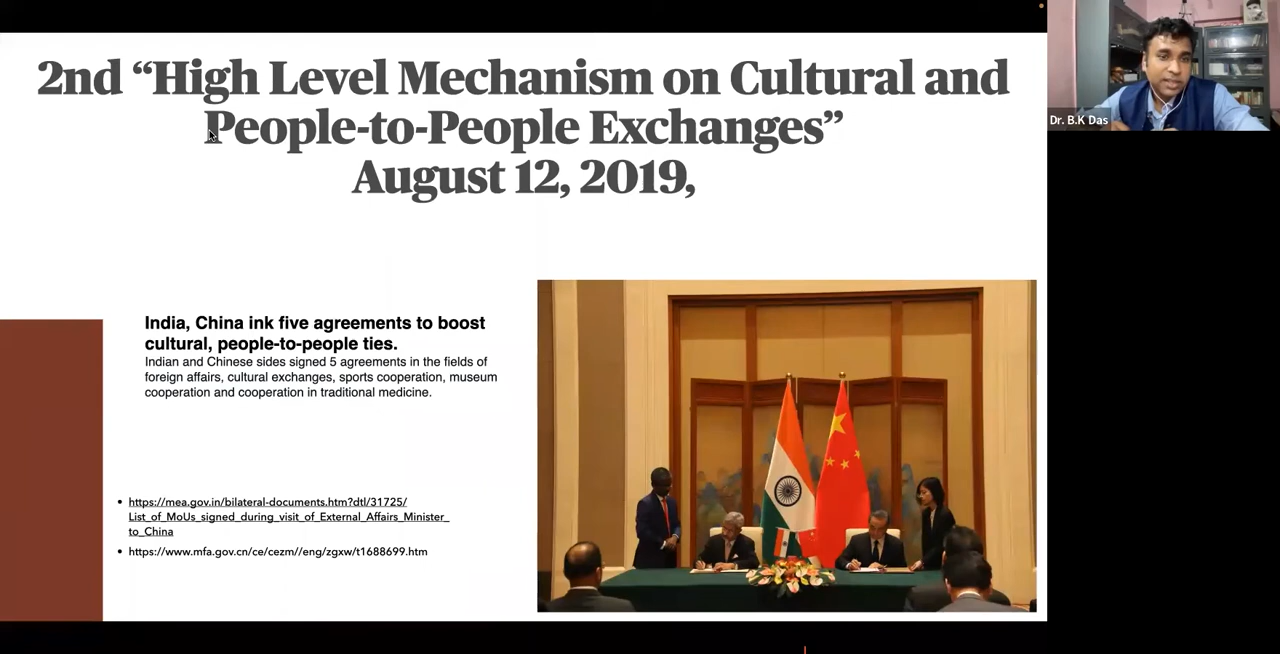 2nd “High Level Mechanism on Cultural and
People-to-People Exchanges”
August 12, 2019,
Dr. B.K Das
India, China ink five agreements to boost
cultural, people-to-people ties.
Indian and Chinese sides signed 5 agreements in the fields of
foreign affairs, cultural exchanges, sports cooperation, museum
cooperation and cooperation in traditional medicine.
• https://mea.gov.in/bilateral-documents.htm?dtl/31725/
List_of_MoUs_signed_during_visit_of_External_Affairs_Minister_
to_China
• https://www.mfa.gov.cn/ce/cezm//eng/zgxw/t1688699.htm